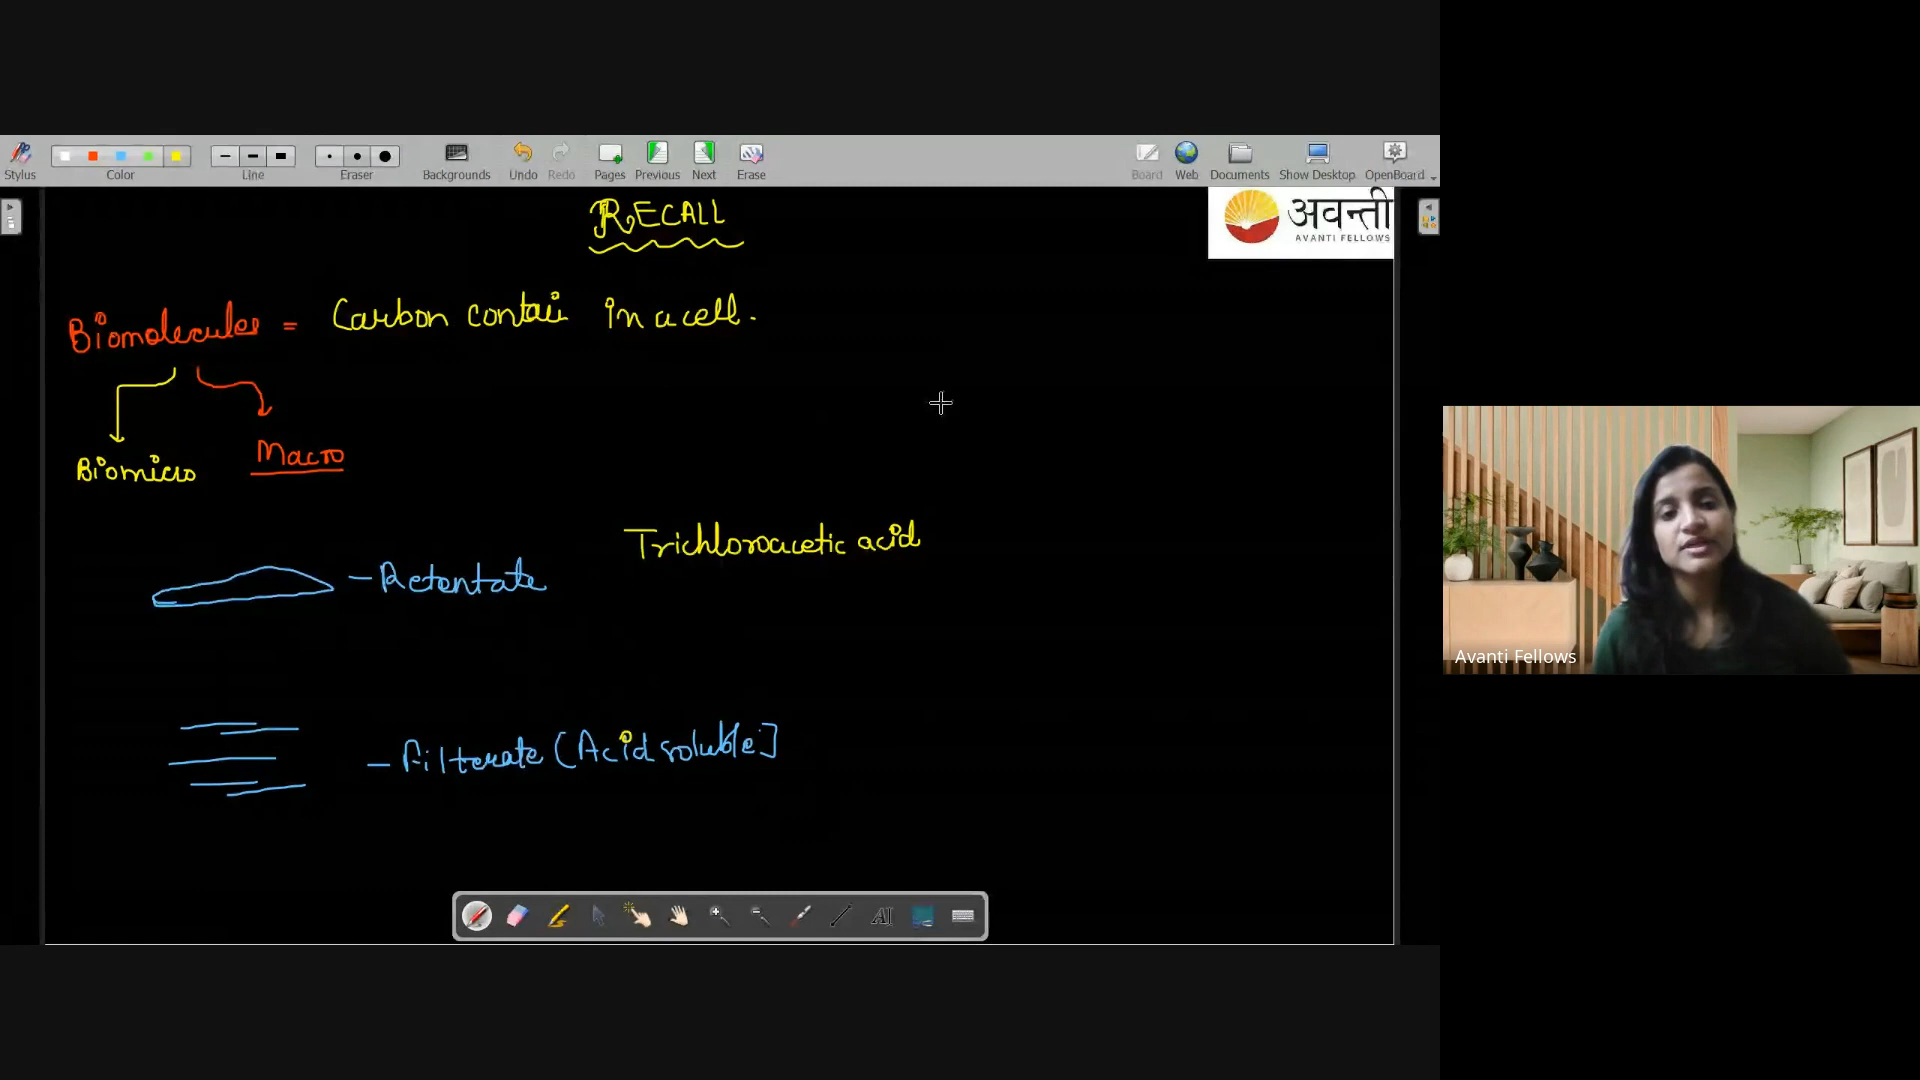 Stylus Color Line Eraser Backgrounds Undo Redo Pages Previous Next Erase Board Web Documents Show Desktop OpenBoard
RECALL
अवन्ती
AVANTI FELLOWS
Biomolecules = Carbon contai in a cell.
Biomicro Macro
Trichloroacetic acid
- Retentate
- Filterate (Acid soluble]
Avanti Fellows